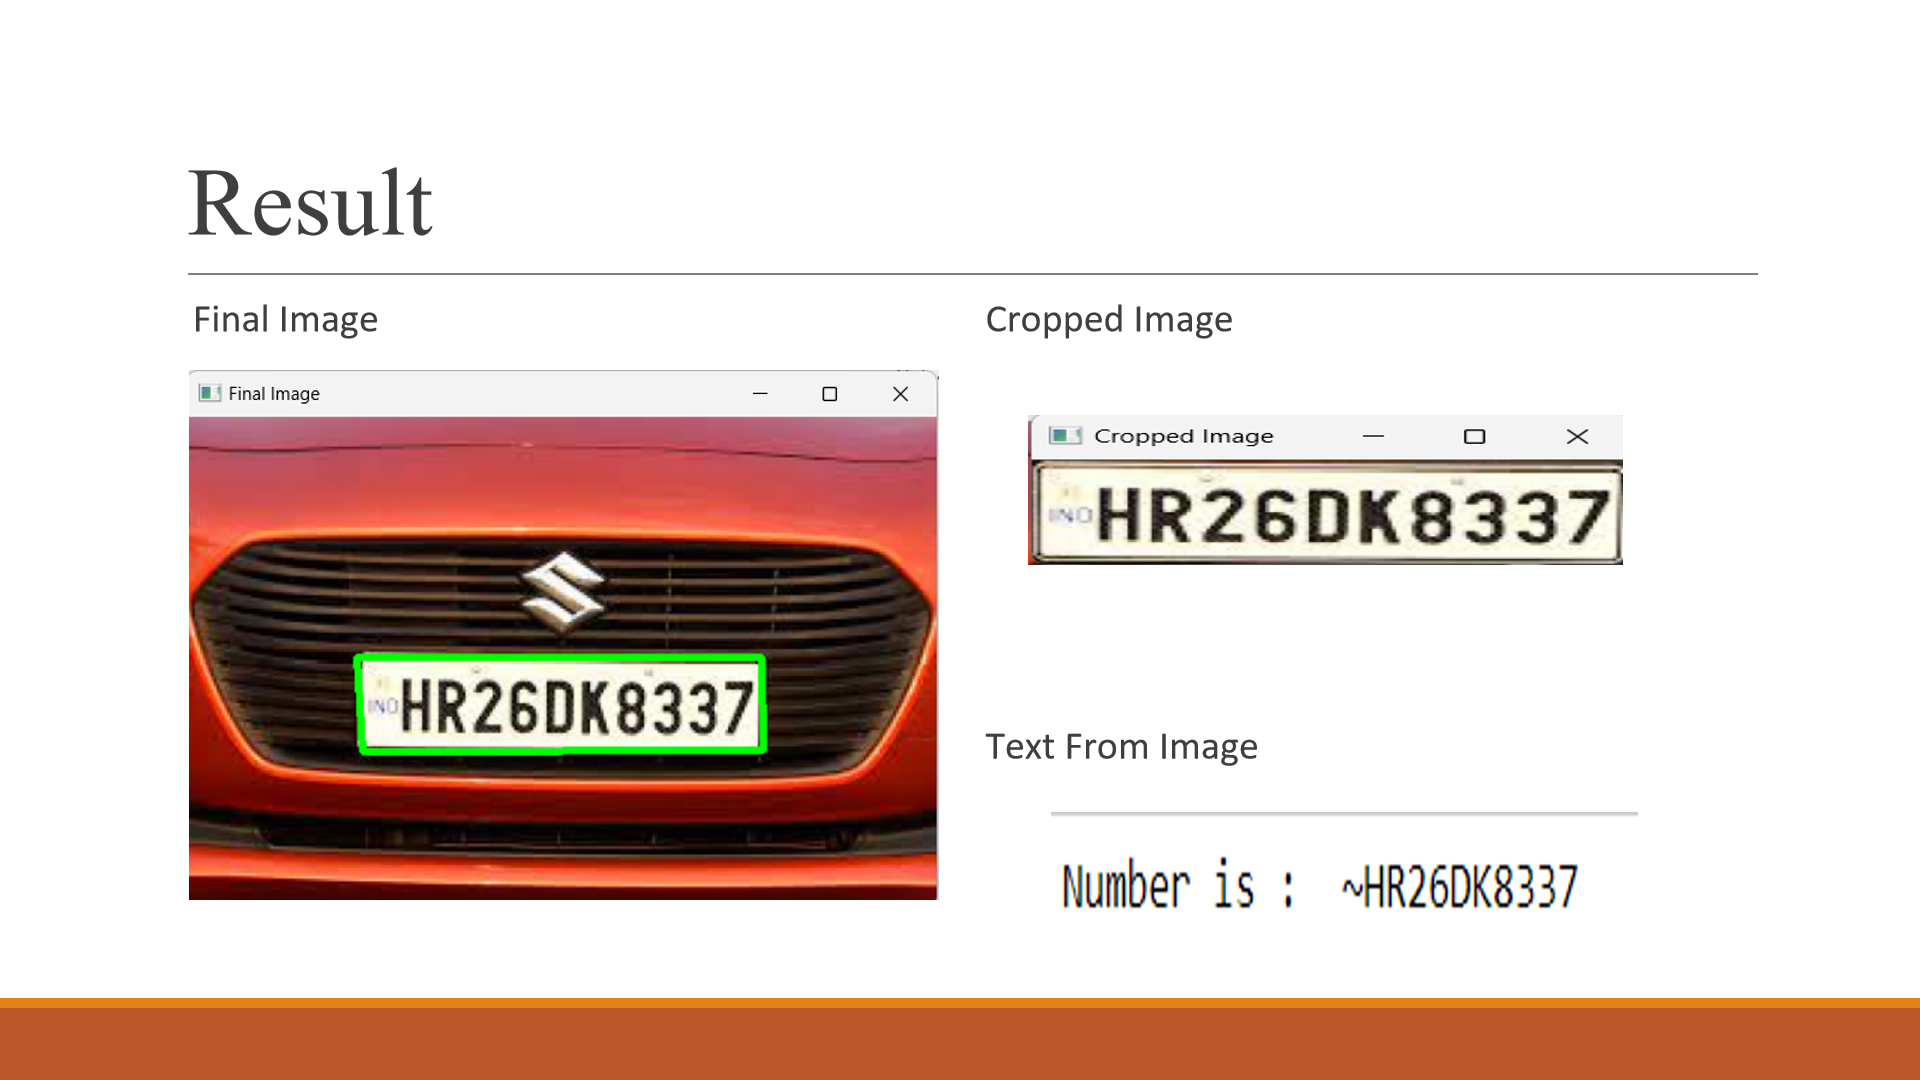 Result
Final Image
Final Image
IND HR26DK8337
Cropped Image
Cropped Image
IND HR26DK8337
Text From Image
Number is : ~HR26DK8337